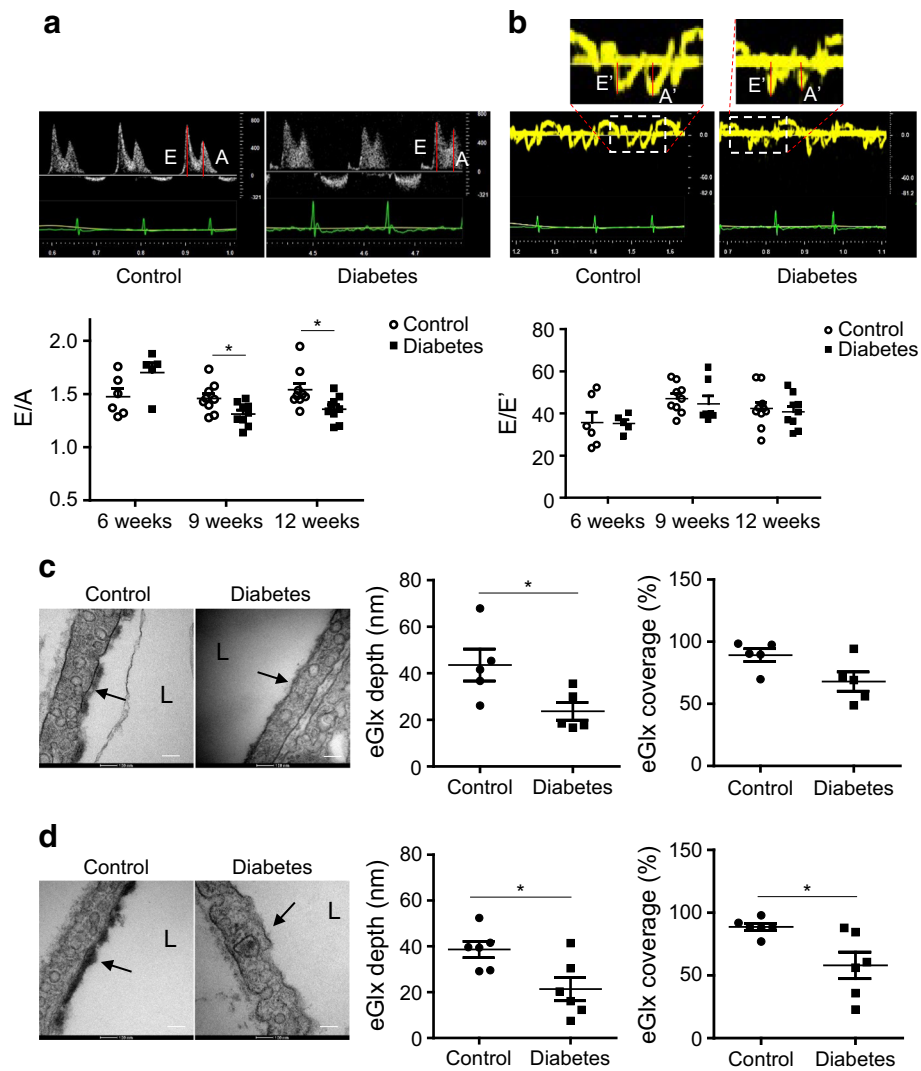 a
b
E'
A'
E'
A'
E
A
E
A
800
0
-321
800
0
-321
0.0
-60.0
-81.2
0.0
-60.0
-81.2
0.6 0.7 0.8 0.9 1.0
4.5 4.6 4.7
1.2 1.3 1.4 1.5 1.6
0.7 0.8 0.9 1.0 1.1
Control
Diabetes
Control
Diabetes
E/A
2.0
1.5
1.0
0.5
*
*
Control
Diabetes
6 weeks 9 weeks 12 weeks
E/E'
80
60
40
20
0
Control
Diabetes
6 weeks 9 weeks 12 weeks
c
Control
Diabetes
L
L
eGlx depth (nm)
80
60
40
20
0
*
Control Diabetes
eGlx coverage (%)
150
100
50
0
Control Diabetes
d
Control
Diabetes
L
L
eGlx depth (nm)
80
60
40
20
0
*
Control Diabetes
eGlx coverage (%)
150
100
50
0
*
Control Diabetes